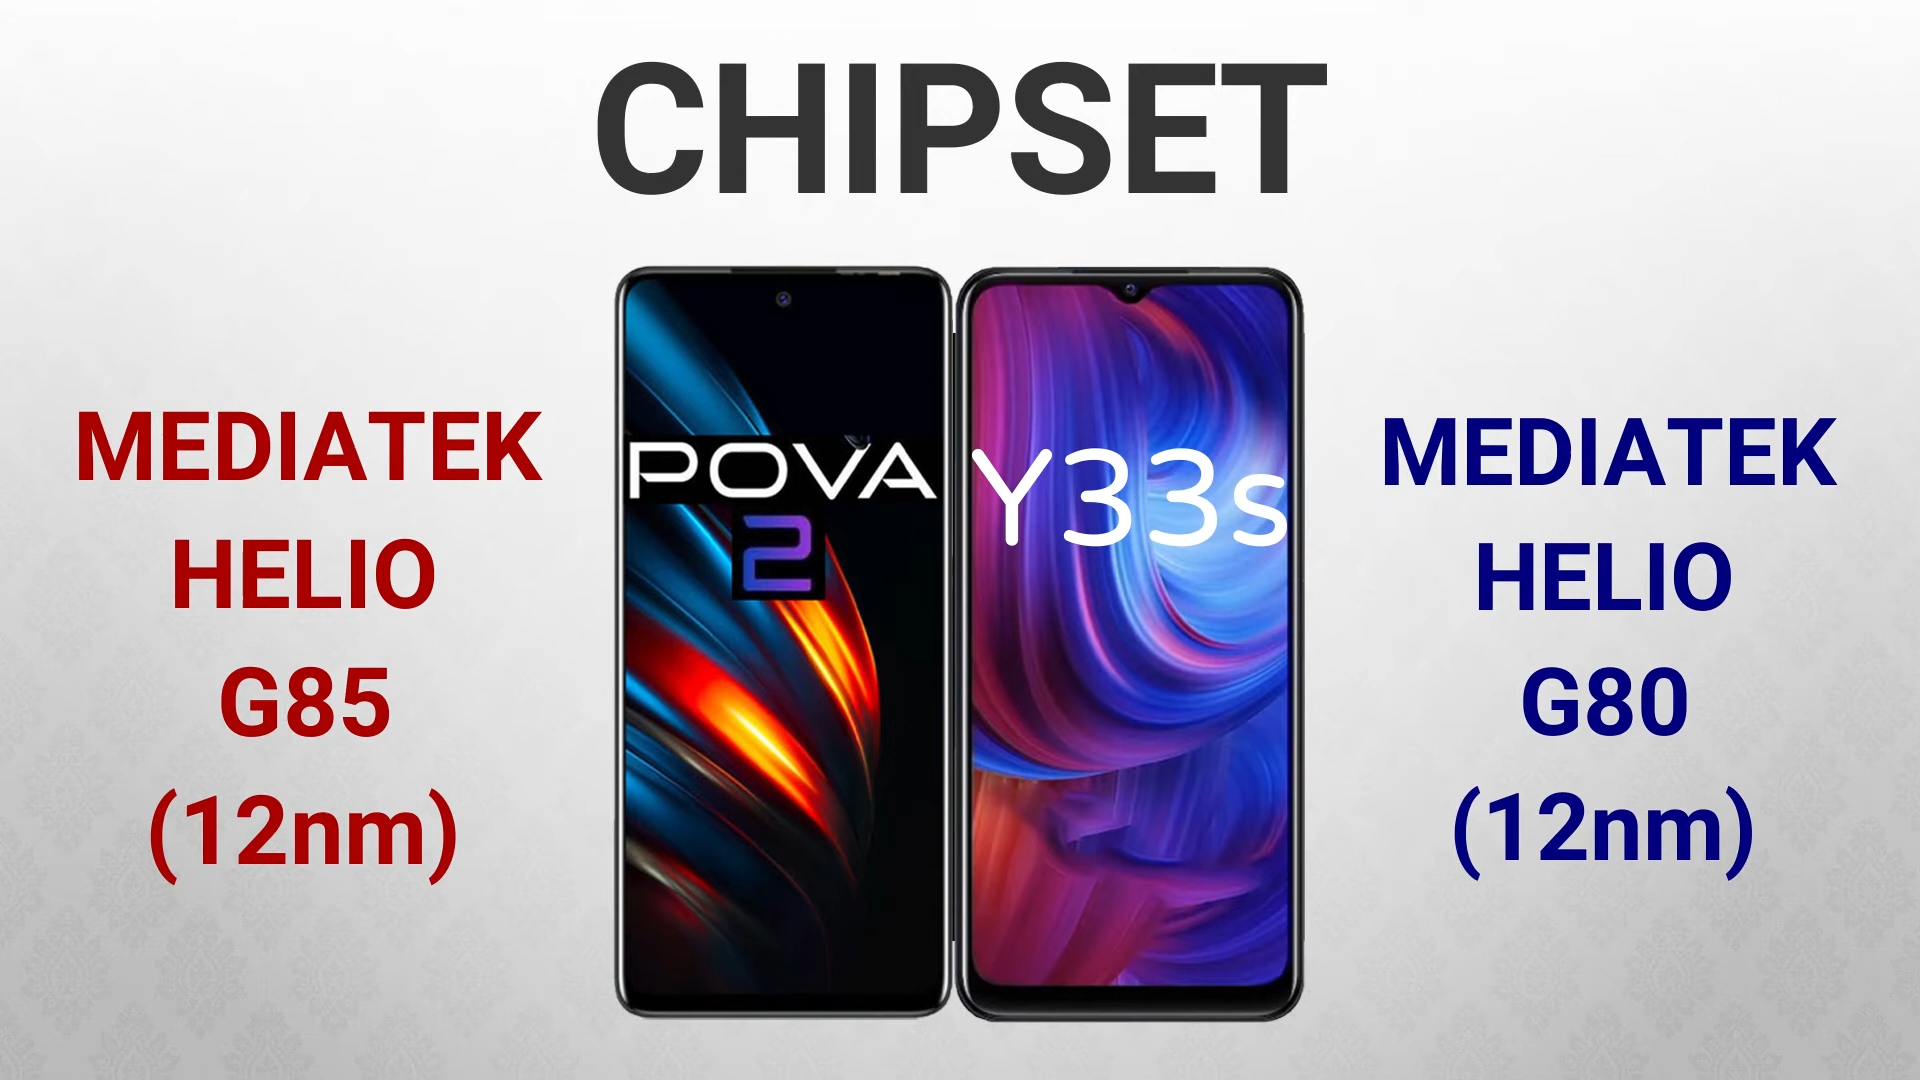 CHIPSET
MEDIATEK
HELIO
G85
(12nm)
POVA
2
Y33s
MEDIATEK
HELIO
G80
(12nm)